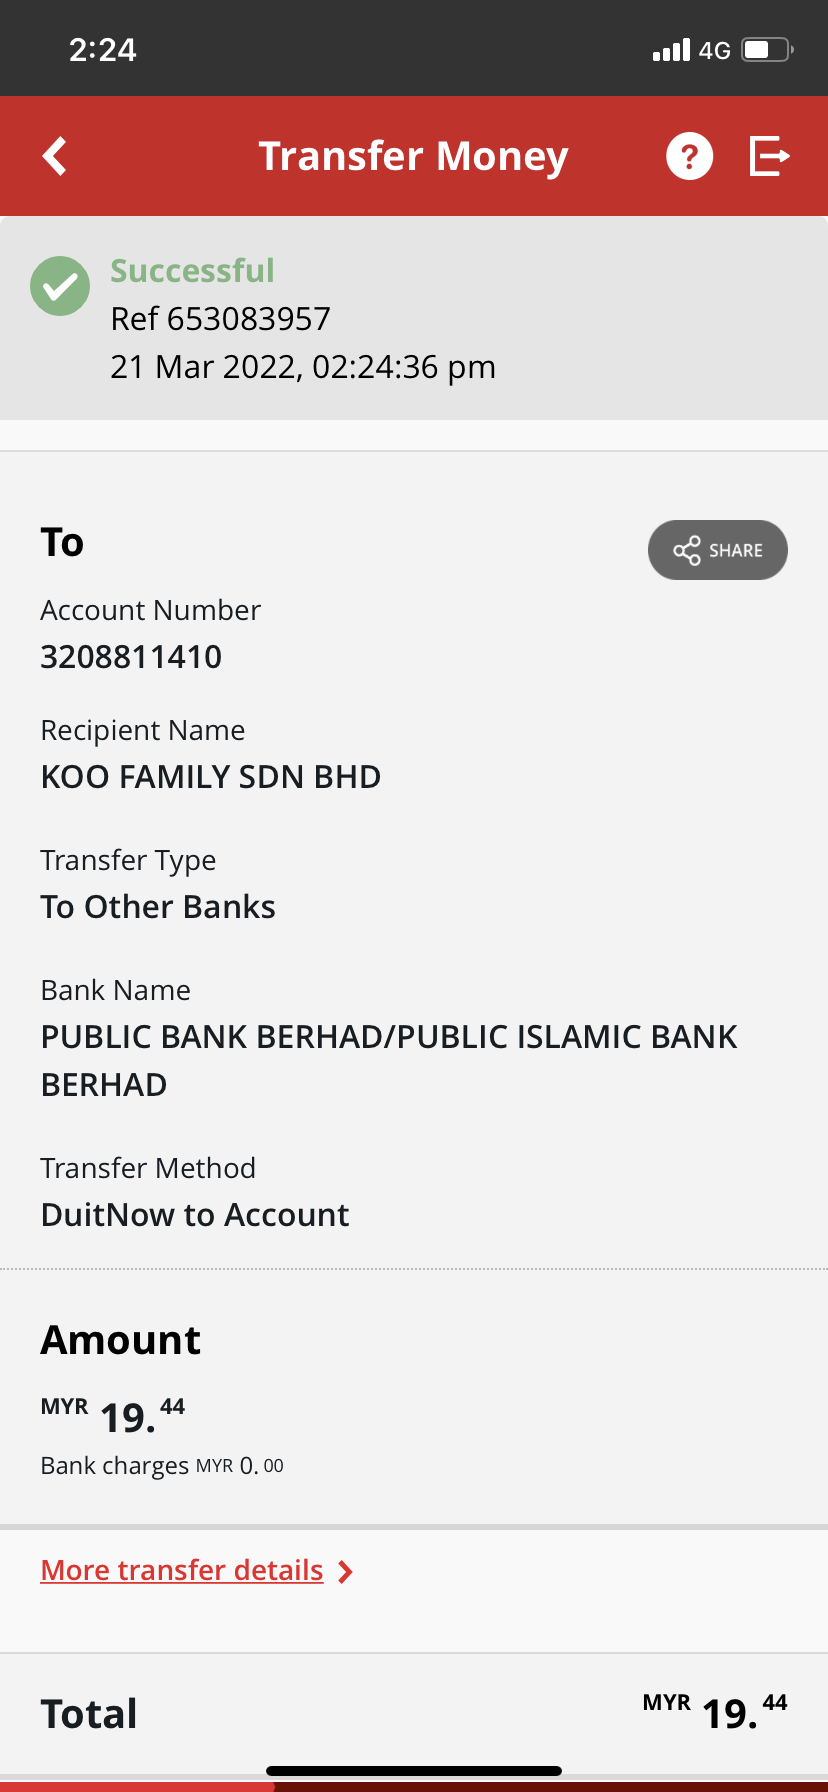 2:24
4G
Transfer Money
?
Successful
Ref 653083957
21 Mar 2022, 02:24:36 pm
To
SHARE
Account Number
3208811410
Recipient Name
KOO FAMILY SDN BHD
Transfer Type
To Other Banks
Bank Name
PUBLIC BANK BERHAD/PUBLIC ISLAMIC BANK
BERHAD
Transfer Method
DuitNow to Account
Amount
MYR 19.44
Bank charges MYR 0.00
More transfer details
Total MYR 19.44